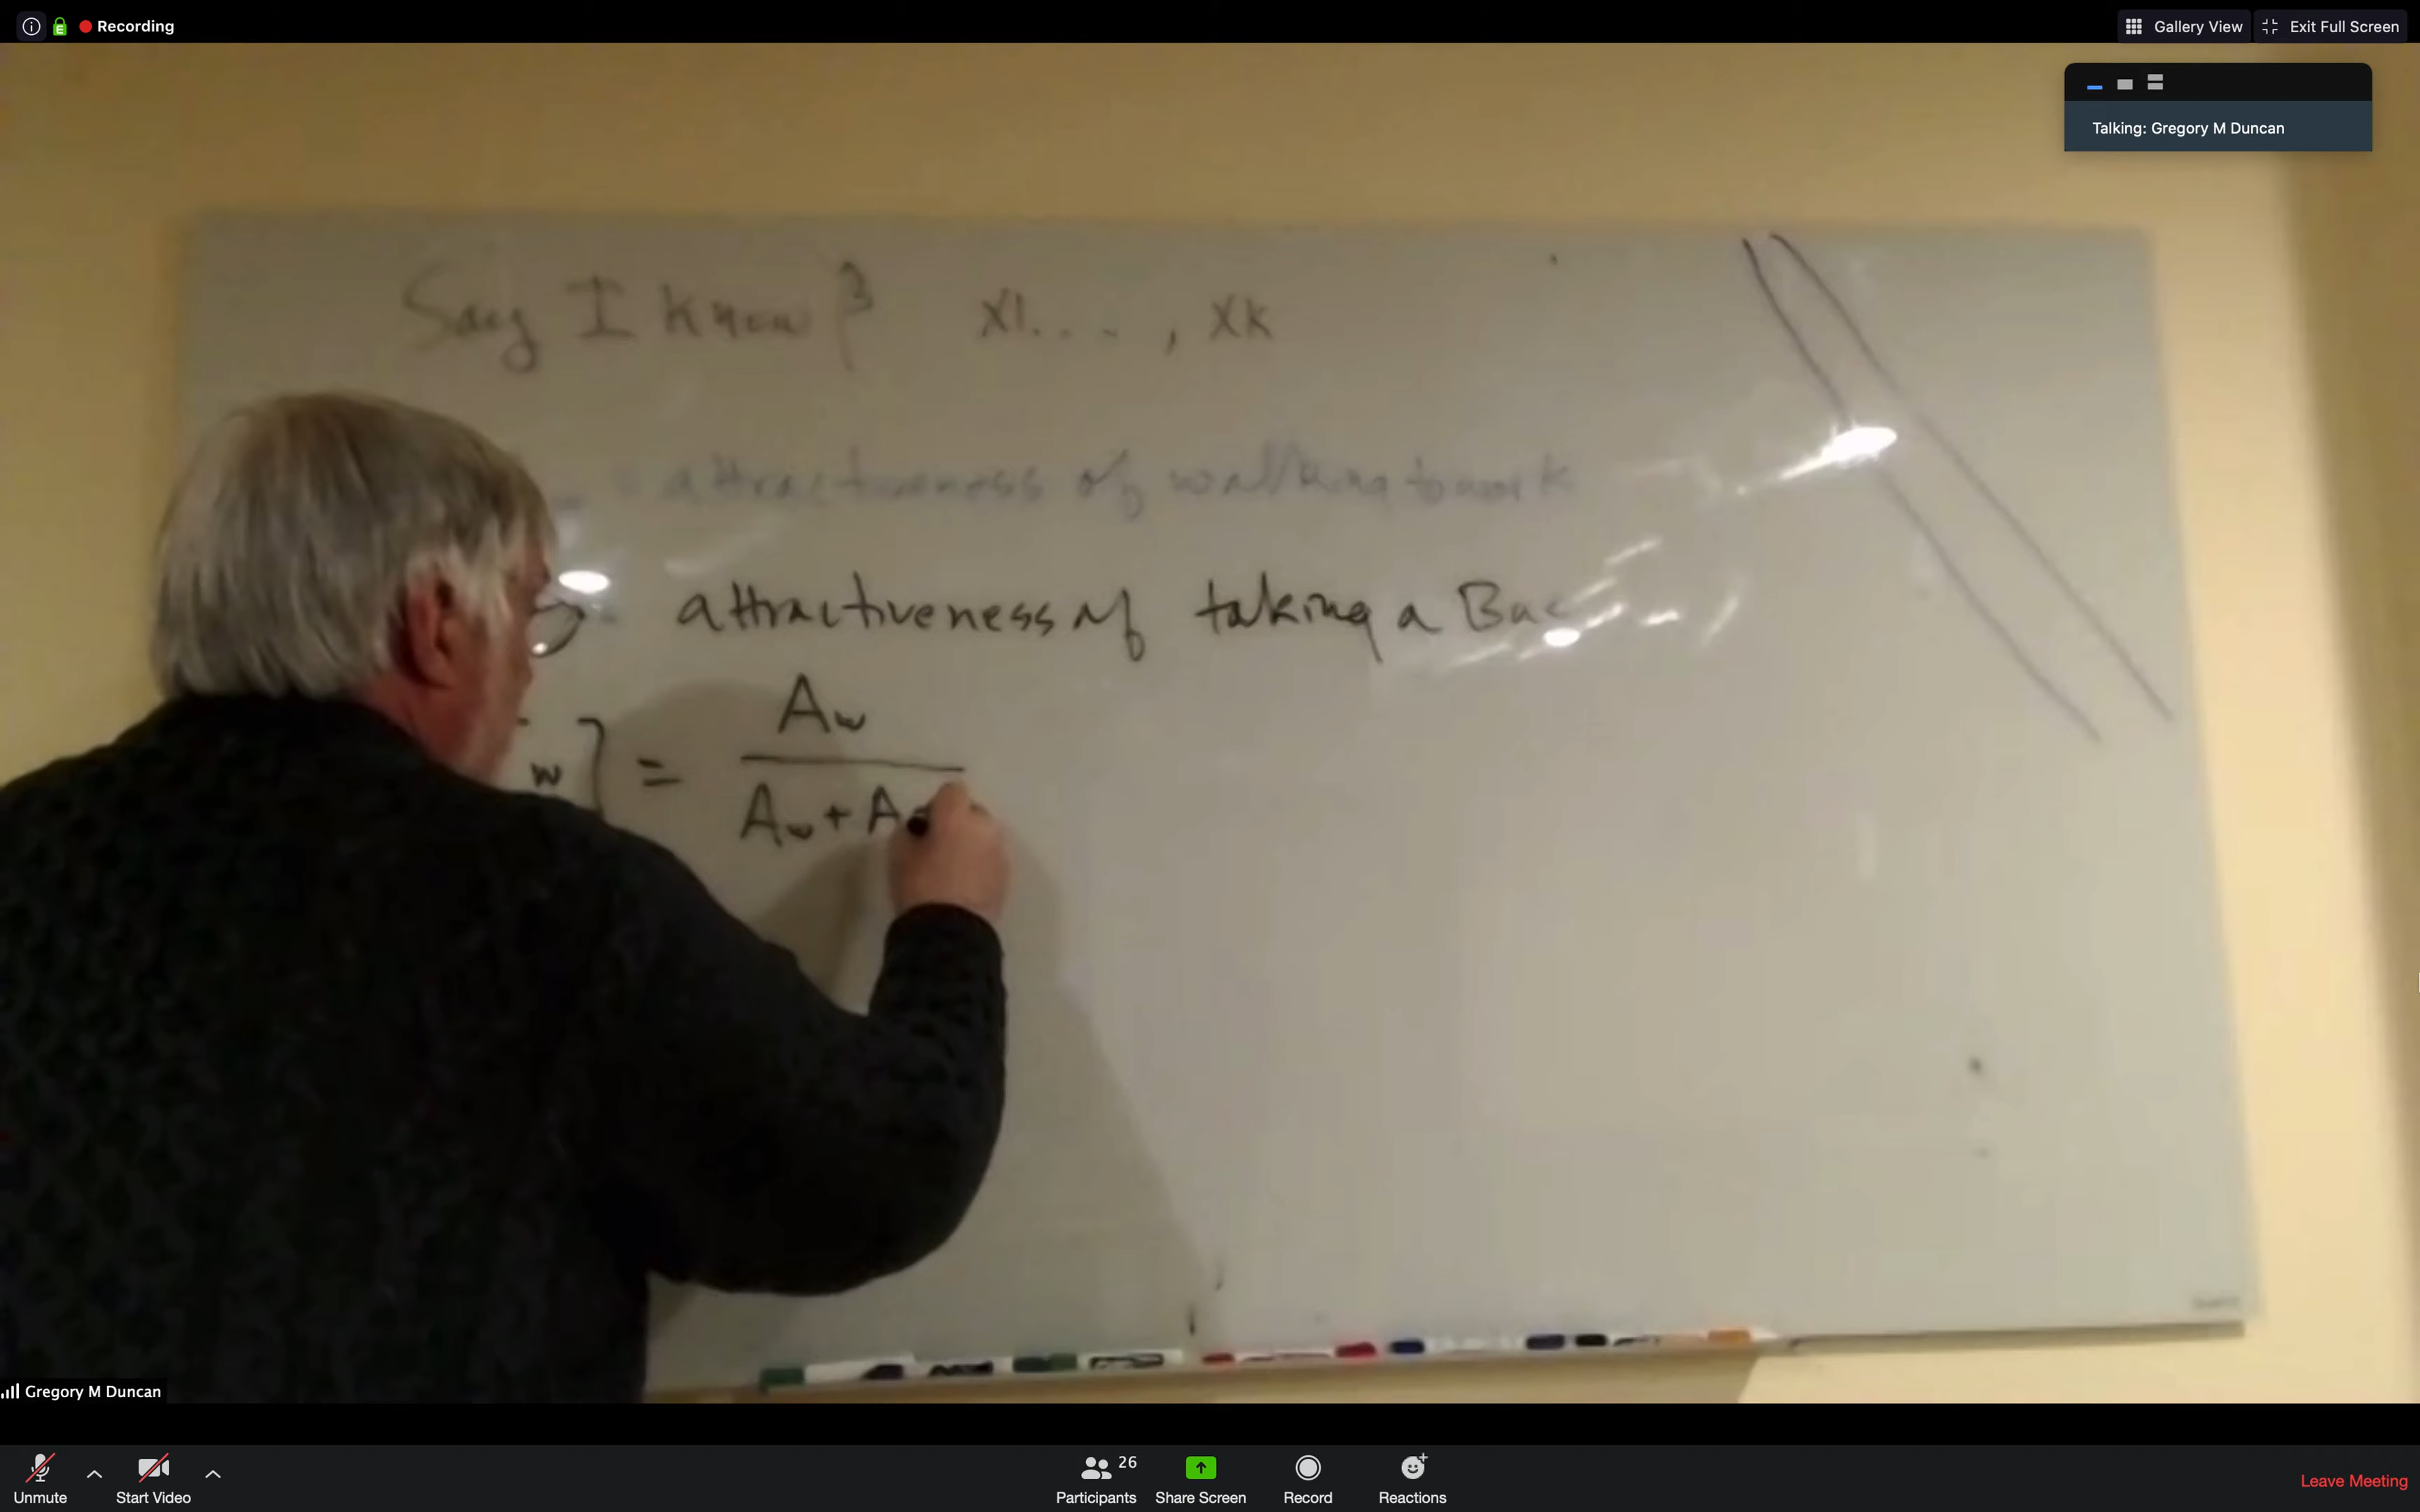 Recording
Gallery View
Exit Full Screen
Talking: Gregory M Duncan
Say I know? X1..., XK
= attractiveness of walking to work
= attractiveness of taking a Bus
w] = Aw
Aw + A
Gregory M Duncan
Unmute
Start Video
26
Participants
Share Screen
Record
Reactions
Leave Meeting